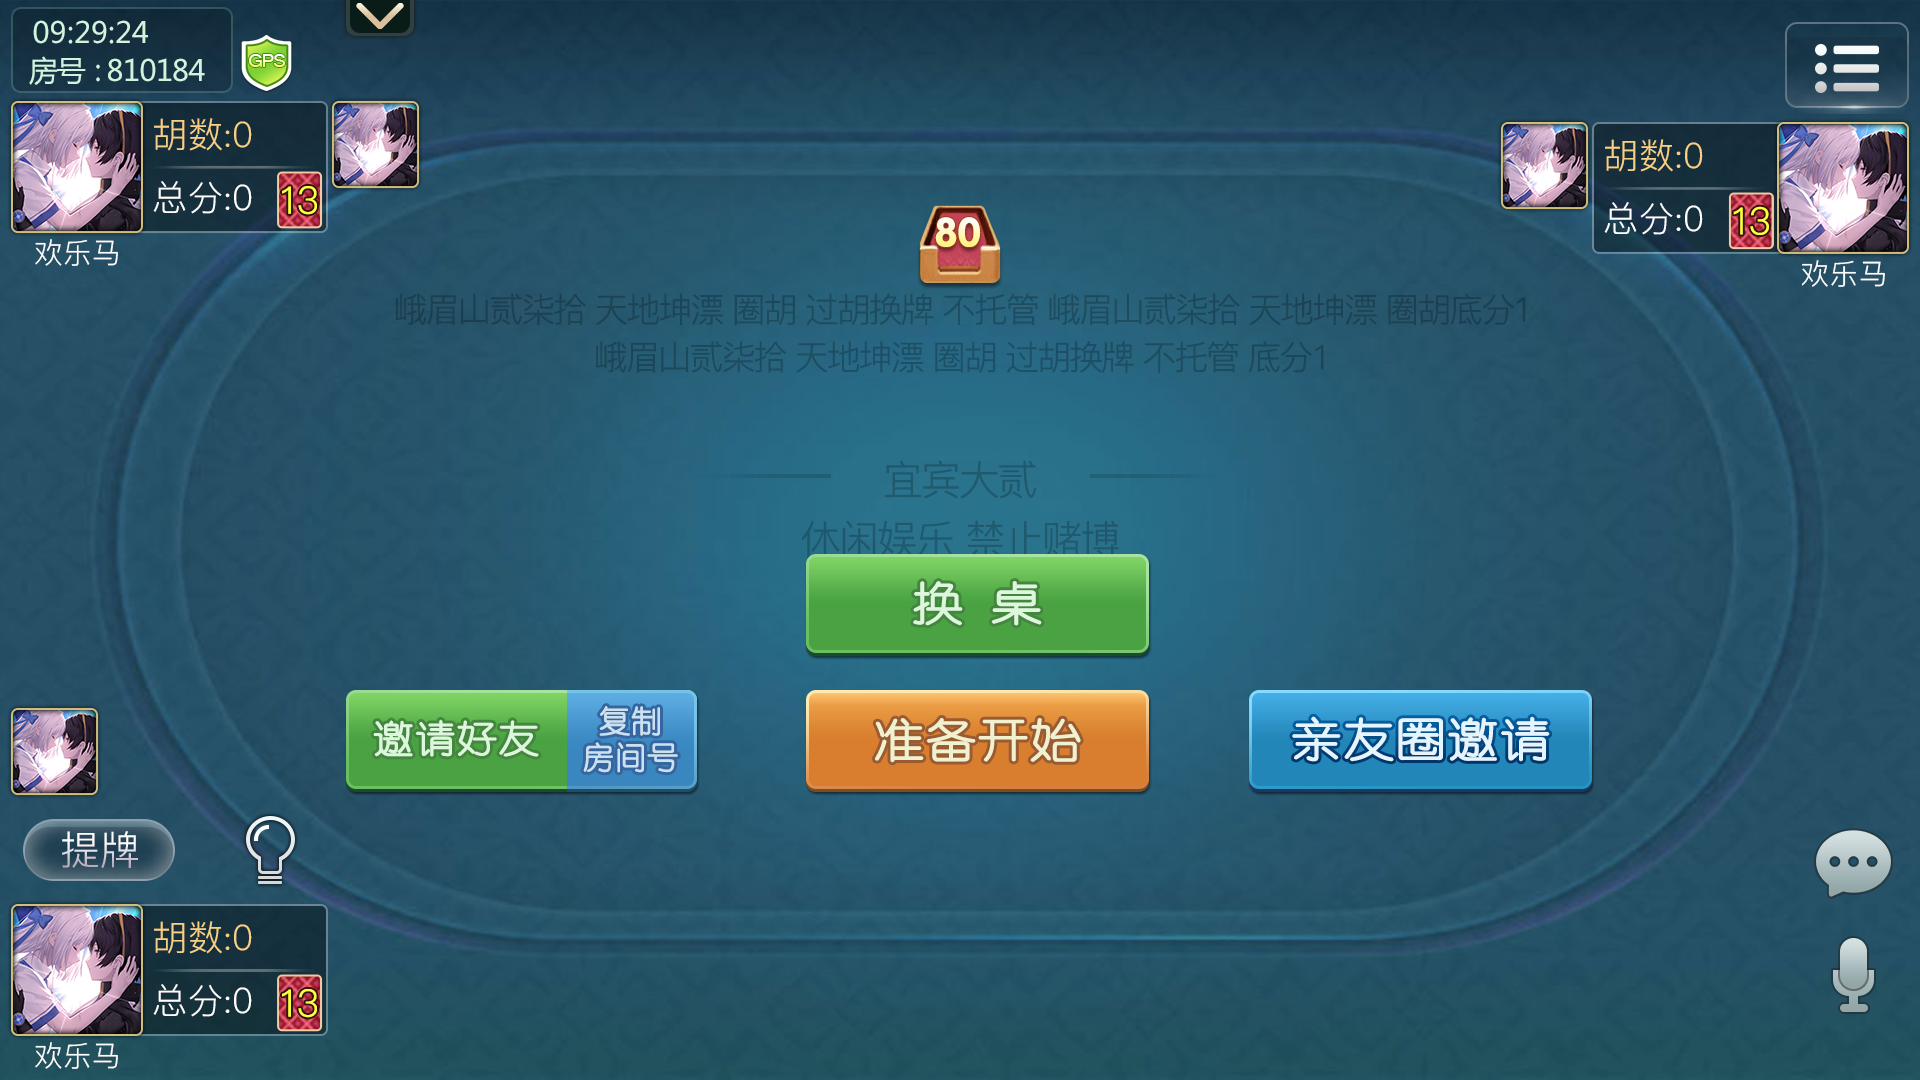 09:29:24
房号:810184
GPS
胡数:0
总分:0
13
欢乐马
胡数:0
总分:0
13
欢乐马
80
峨眉山贰柒拾 天地坤漂 圈胡 过胡换牌 不托管 峨眉山贰柒拾 天地坤漂 圈胡底分1
峨眉山贰柒拾 天地坤漂 圈胡 过胡换牌 不托管 底分1
宜宾大贰
休闲娱乐 禁止赌博
换 桌
邀请好友
复制
房间号
准备开始
亲友圈邀请
提牌
胡数:0
总分:0
13
欢乐马